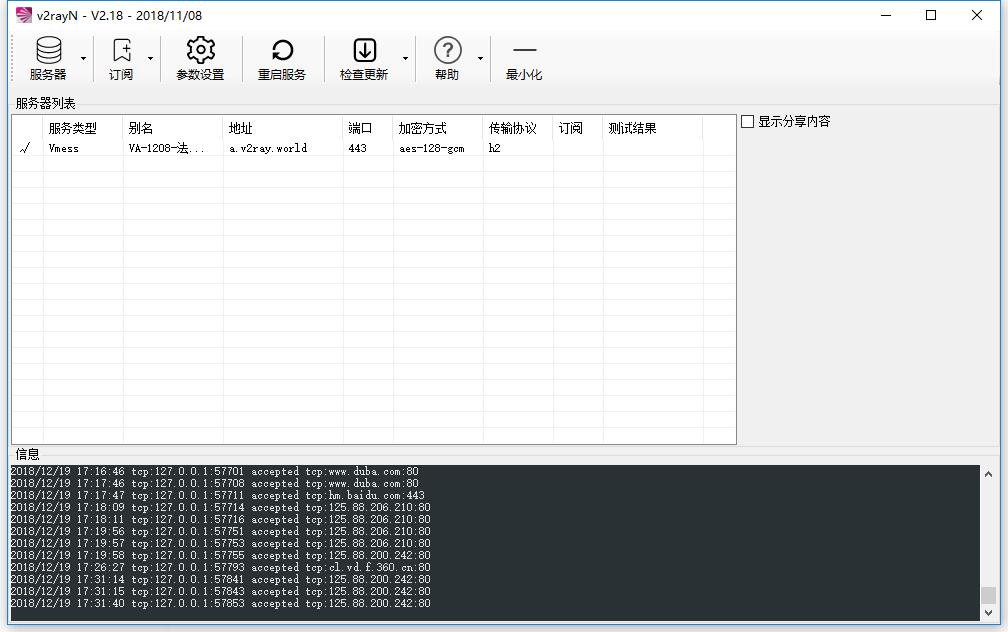 v2rayN - V2.18 - 2018/11/08
服务器 订阅 参数设置 重启服务 检查更新 帮助 最小化
服务器列表
服务类型 别名 地址 端口 加密方式 传输协议 订阅 测试结果
√ Vmess VA-1208-法... a.v2ray.world 443 aes-128-gcm h2
显示分享内容
信息
2018/12/19 17:16:46 tcp:127.0.0.1:57701 accepted tcp:www.duba.com:80
2018/12/19 17:17:46 tcp:127.0.0.1:57708 accepted tcp:www.duba.com:80
2018/12/19 17:17:47 tcp:127.0.0.1:57711 accepted tcp:hm.baidu.com:443
2018/12/19 17:18:09 tcp:127.0.0.1:57714 accepted tcp:125.88.206.210:80
2018/12/19 17:18:11 tcp:127.0.0.1:57716 accepted tcp:125.88.206.210:80
2018/12/19 17:19:56 tcp:127.0.0.1:57751 accepted tcp:125.88.206.210:80
2018/12/19 17:19:57 tcp:127.0.0.1:57753 accepted tcp:125.88.206.210:80
2018/12/19 17:19:58 tcp:127.0.0.1:57755 accepted tcp:125.88.200.242:80
2018/12/19 17:26:27 tcp:127.0.0.1:57793 accepted tcp:cl.vd.f.360.cn:80
2018/12/19 17:31:14 tcp:127.0.0.1:57841 accepted tcp:125.88.200.242:80
2018/12/19 17:31:15 tcp:127.0.0.1:57843 accepted tcp:125.88.200.242:80
2018/12/19 17:31:40 tcp:127.0.0.1:57853 accepted tcp:125.88.200.242:80